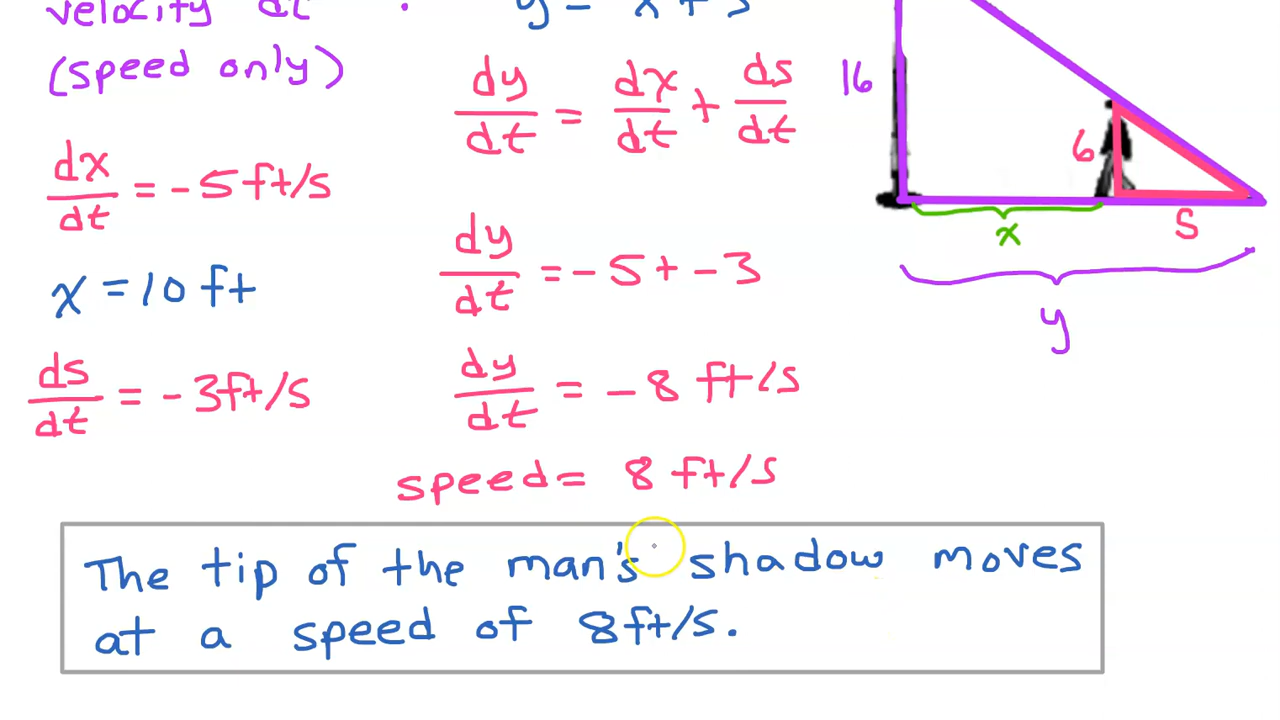 velocity dt .
(speed only)
dx/dt = -5ft/s
x = 10 ft
ds/dt = -3ft/s
y = x + s
dy/dt = dx/dt + ds/dt
dy/dt = -5 + -3
dy/dt = -8 ft/s
speed = 8 ft/s
16
6
x
s
y
The tip of the man's shadow moves
at a speed of 8ft/s.